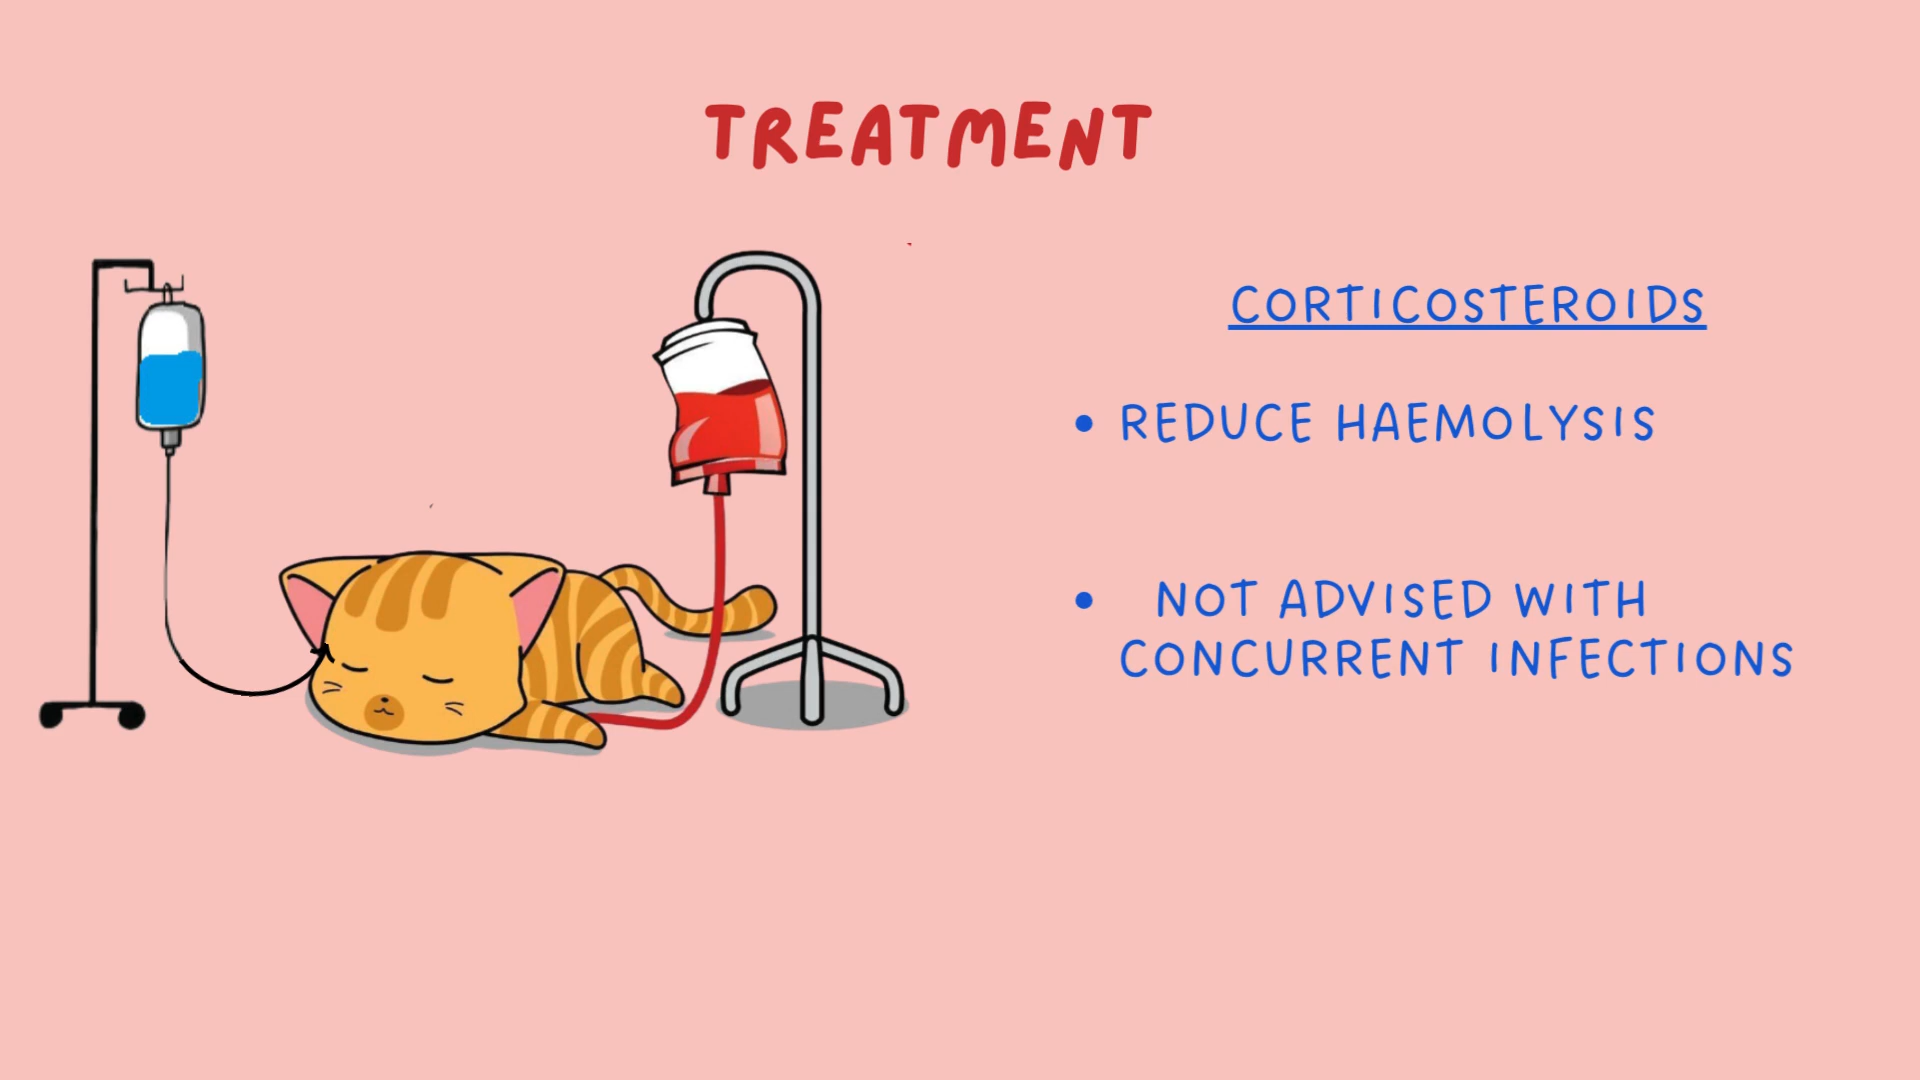 TREATMENT
CORTICOSTEROIDS
• REDUCE HAEMOLYSIS
• NOT ADVISED WITH
CONCURRENT INFECTIONS